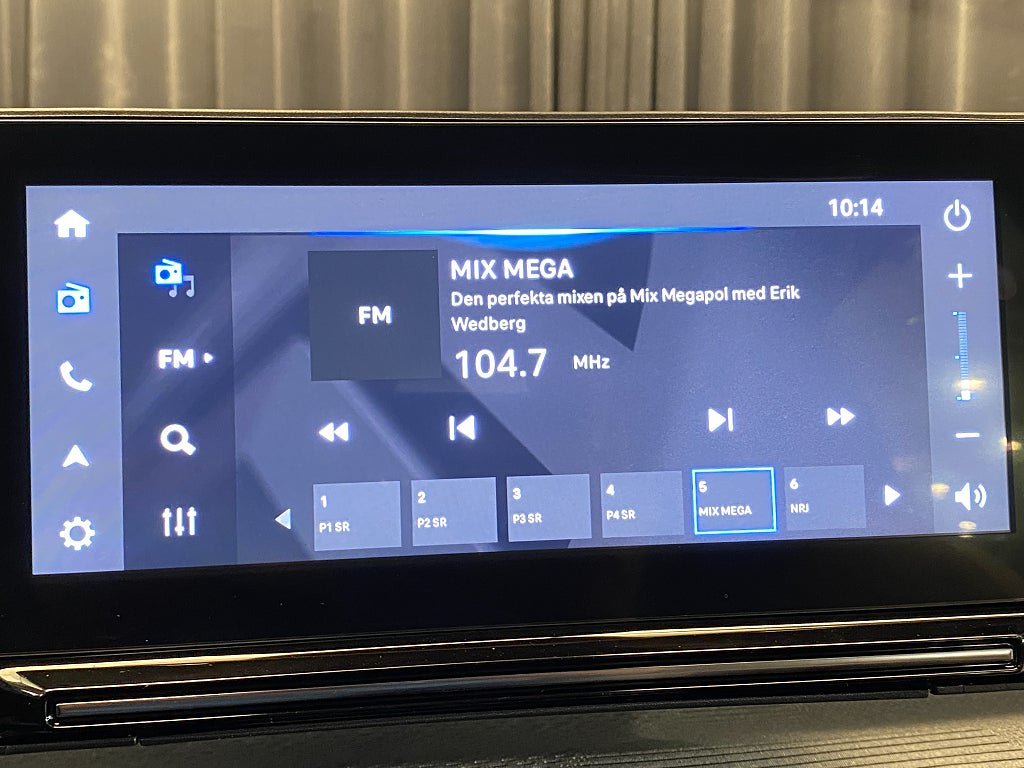 10:14
MIX MEGA
FM
Den perfekta mixen på Mix Megapol med Erik
Wedberg
104.7 MHz
FM
1
P1 SR
2
P2 SR
3
P3 SR
4
P4 SR
5
MIX MEGA
6
NRJ